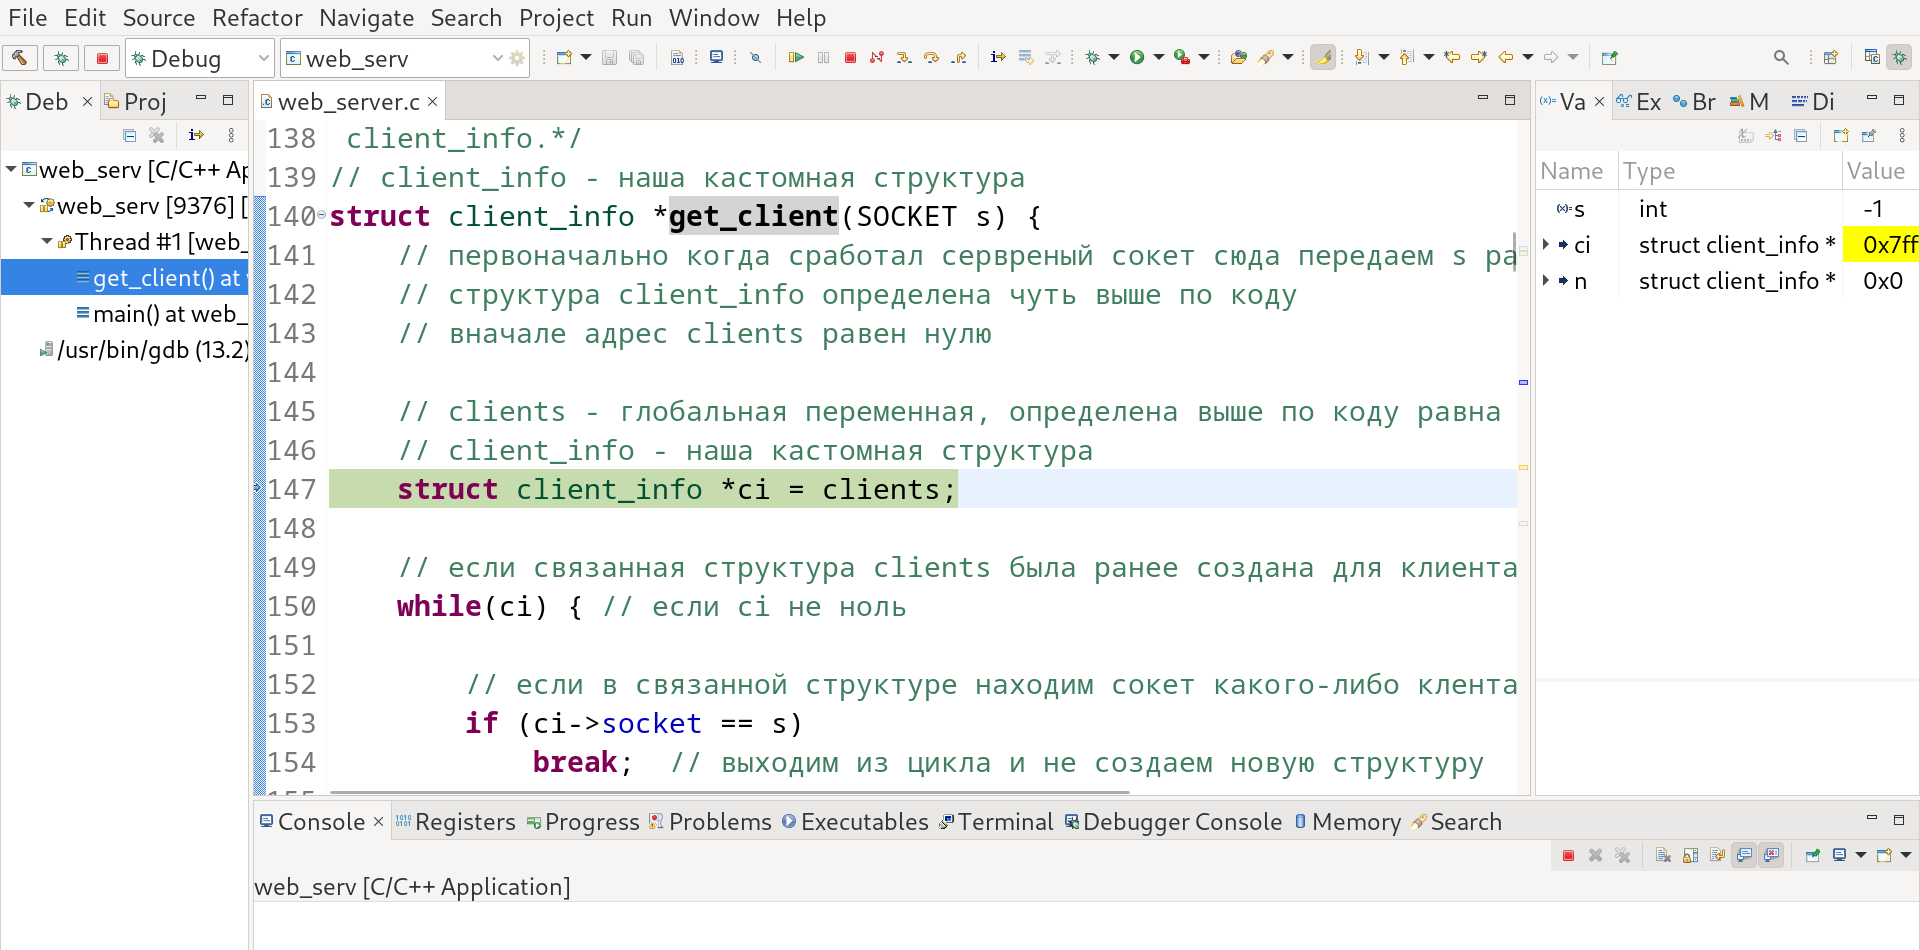 File Edit Source Refactor Navigate Search Project Run Window Help
Debug web_serv
Deb Proj
web_serv [C/C++ Ap
web_serv [9376] [
Thread #1 [web_
get_client() at
main() at web_
/usr/bin/gdb (13.2)
web_server.c
138 client_info.*/
139 // client_info - наша кастомная структура
140 struct client_info *get_client(SOCKET s) {
141 // первоначально когда сработал сервреный сокет сюда передаем s ра
142 // структура client_info определена чуть выше по коду
143 // вначале адрес clients равен нулю
144
145 // clients - глобальная переменная, определена выше по коду равна
146 // client_info - наша кастомная структура
147 struct client_info *ci = clients;
148
149 // если связанная структура clients была ранее создана для клиента
150 while(ci) { // если ci не ноль
151
152 // если в связанной структуре находим сокет какого-либо клента
153 if (ci->socket == s)
154 break; // выходим из цикла и не создаем новую структуру
Va Ex Br M Di
Name Type Value
s int -1
ci struct client_info * 0x7ff
n struct client_info * 0x0
Console Registers Progress Problems Executables Terminal Debugger Console Memory Search
web_serv [C/C++ Application]